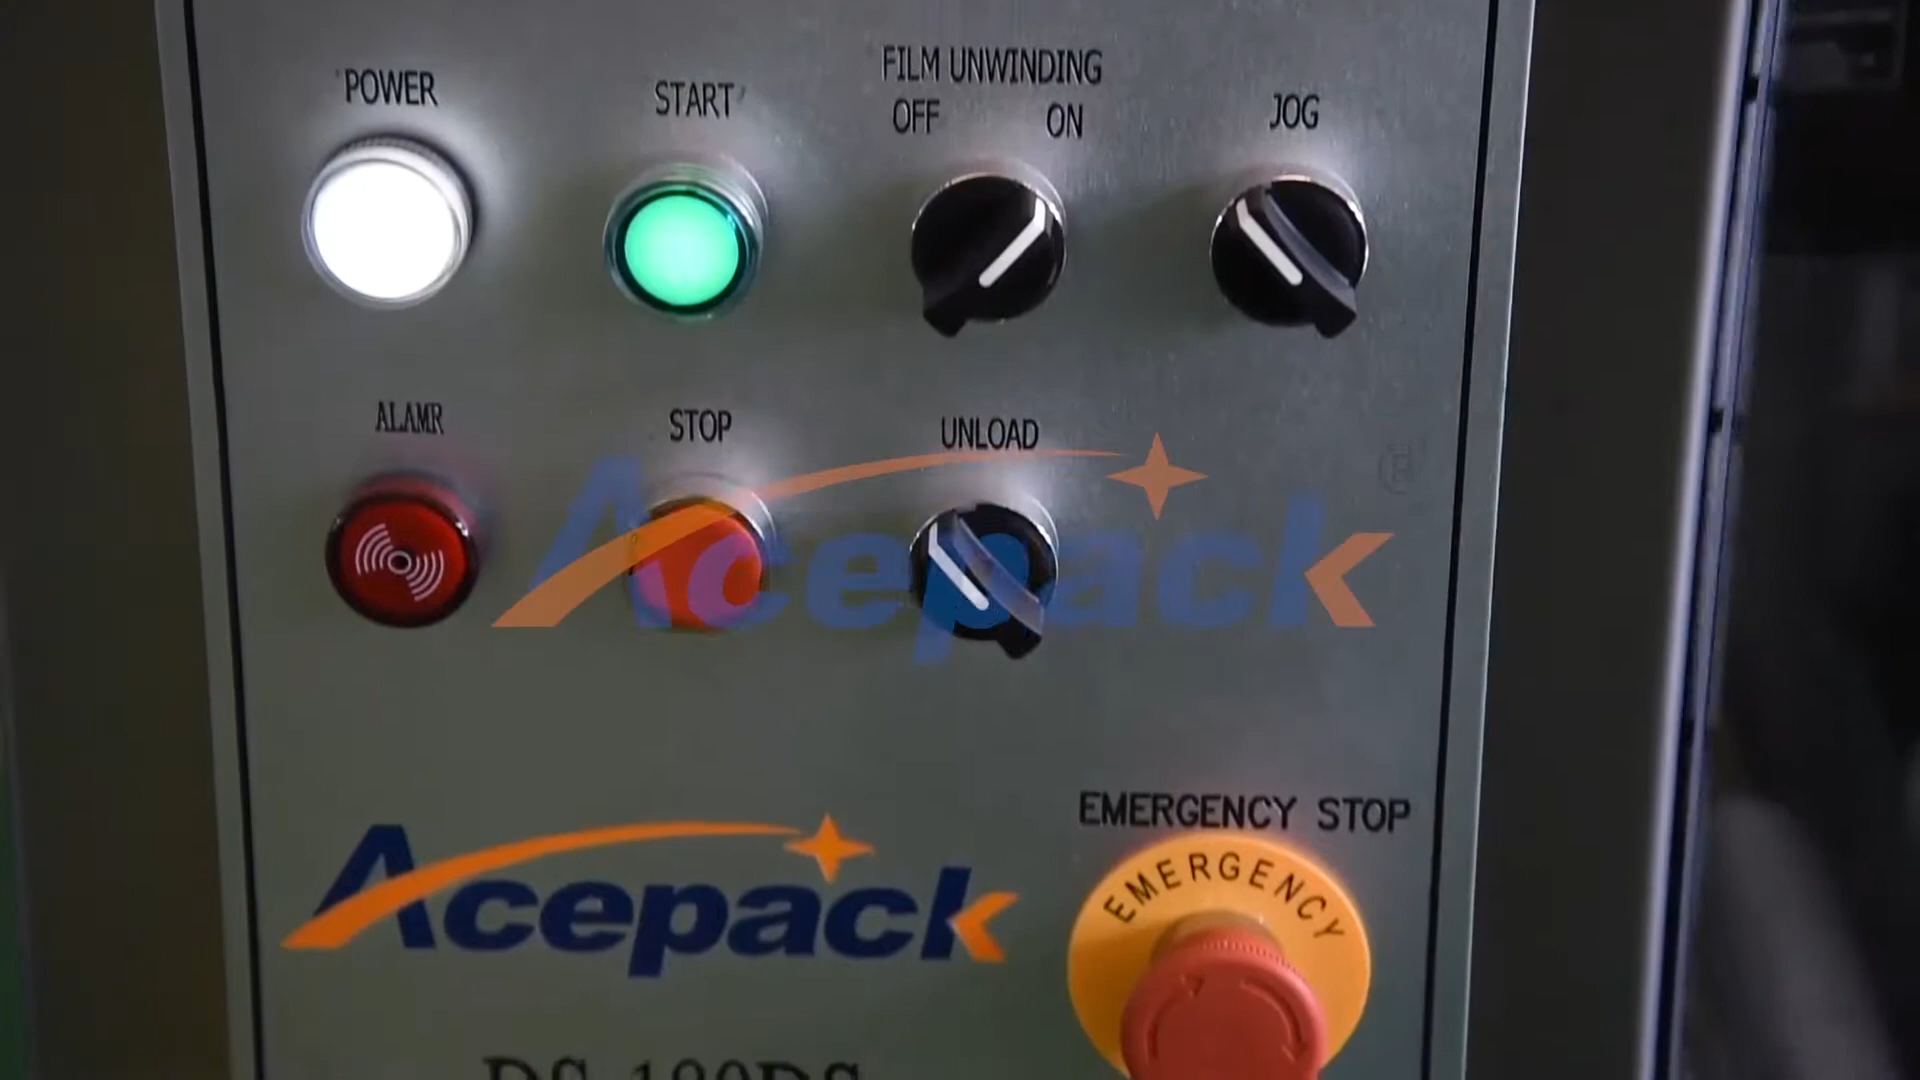 POWER
START
FILM UNWINDING
OFF ON
JOG
ALAMR
STOP
UNLOAD
Acepack
®
EMERGENCY STOP
EMERGENCY
Acepack